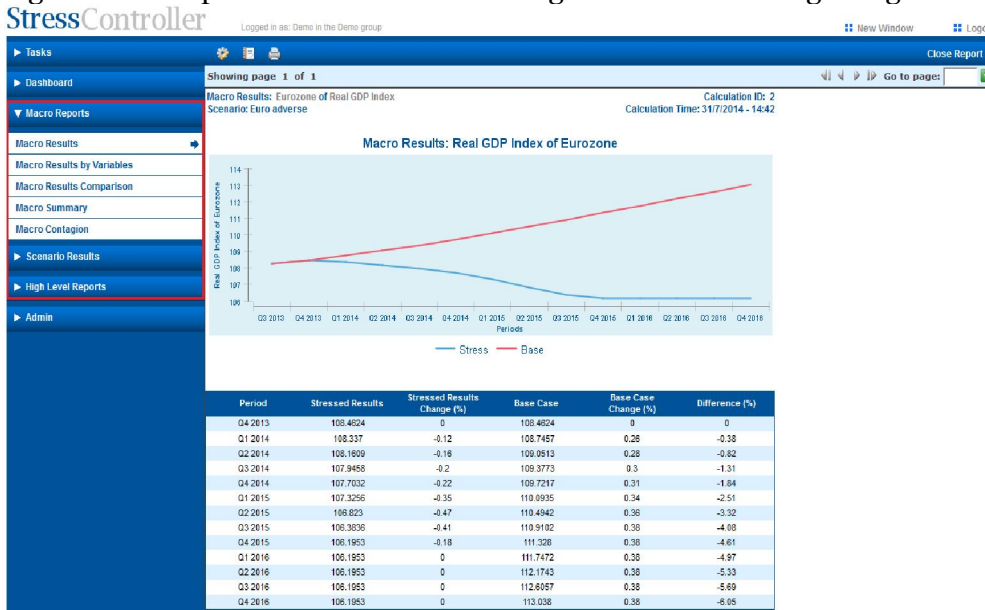 StressController
Logged in as: Demo in the Demo group
New Window
Logo
Tasks
Close Report
Dashboard
Showing page 1 of 1
Go to page:
Macro Reports
Macro Results: Eurozone of Real GDP Index
Calculation ID: 2
Scenario: Euro adverse
Calculation Time: 31/7/2014 - 14:42
Macro Results
Macro Results by Variables
Macro Results Comparison
Macro Summary
Macro Contagion
Scenario Results
High Level Reports
Admin
Macro Results: Real GDP Index of Eurozone
Real GDP Index of Eurozone
114
113
112
111
110
109
108
107
106
Q3 2013 Q4 2013 Q1 2014 Q2 2014 Q3 2014 Q4 2014 Q1 2015 Q2 2015 Q3 2015 Q4 2015 Q1 2016 Q2 2016 Q3 2016 Q4 2016
Periods
Stress Base
Period Stressed Results Stressed Results Change (%) Base Case Base Case Change (%) Difference (%)
Q4 2013 108.4624 0 108.4624 0 0
Q1 2014 108.337 -0.12 108.7457 0.26 -0.38
Q2 2014 108.1609 -0.16 109.0513 0.28 -0.82
Q3 2014 107.9458 -0.2 109.3773 0.3 -1.31
Q4 2014 107.7032 -0.22 109.7217 0.31 -1.84
Q1 2015 107.3256 -0.35 110.0935 0.34 -2.51
Q2 2015 106.823 -0.47 110.4942 0.36 -3.32
Q3 2015 106.3836 -0.41 110.9102 0.38 -4.08
Q4 2015 106.1953 -0.18 111.328 0.38 -4.61
Q1 2016 106.1953 0 111.7472 0.38 -4.97
Q2 2016 106.1953 0 112.1743 0.38 -5.33
Q3 2016 106.1953 0 112.6057 0.38 -5.69
Q4 2016 106.1953 0 113.038 0.38 -6.05